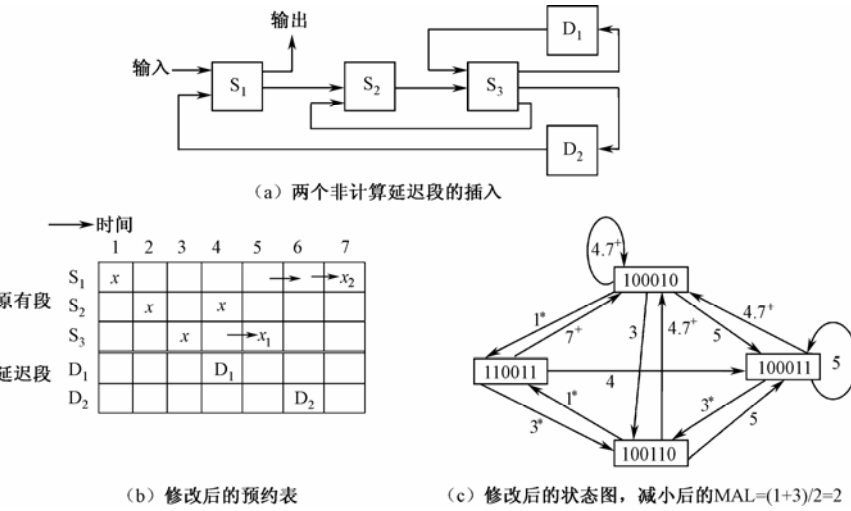 输出
输入
S1
S2
S3
D1
D2
（a）两个非计算延迟段的插入
时间
1 2 3 4 5 6 7
S1 x x2
原有段
S2 x x
S3 x x1
延迟段
D1 D1
D2 D2
（b）修改后的预约表
4.7+
100010
1*
7+
3
4.7+
5
4.7+
110011
4
100011
5
3*
1*
3*
5
100110
（c）修改后的状态图，减小后的MAL=(1+3)/2=2